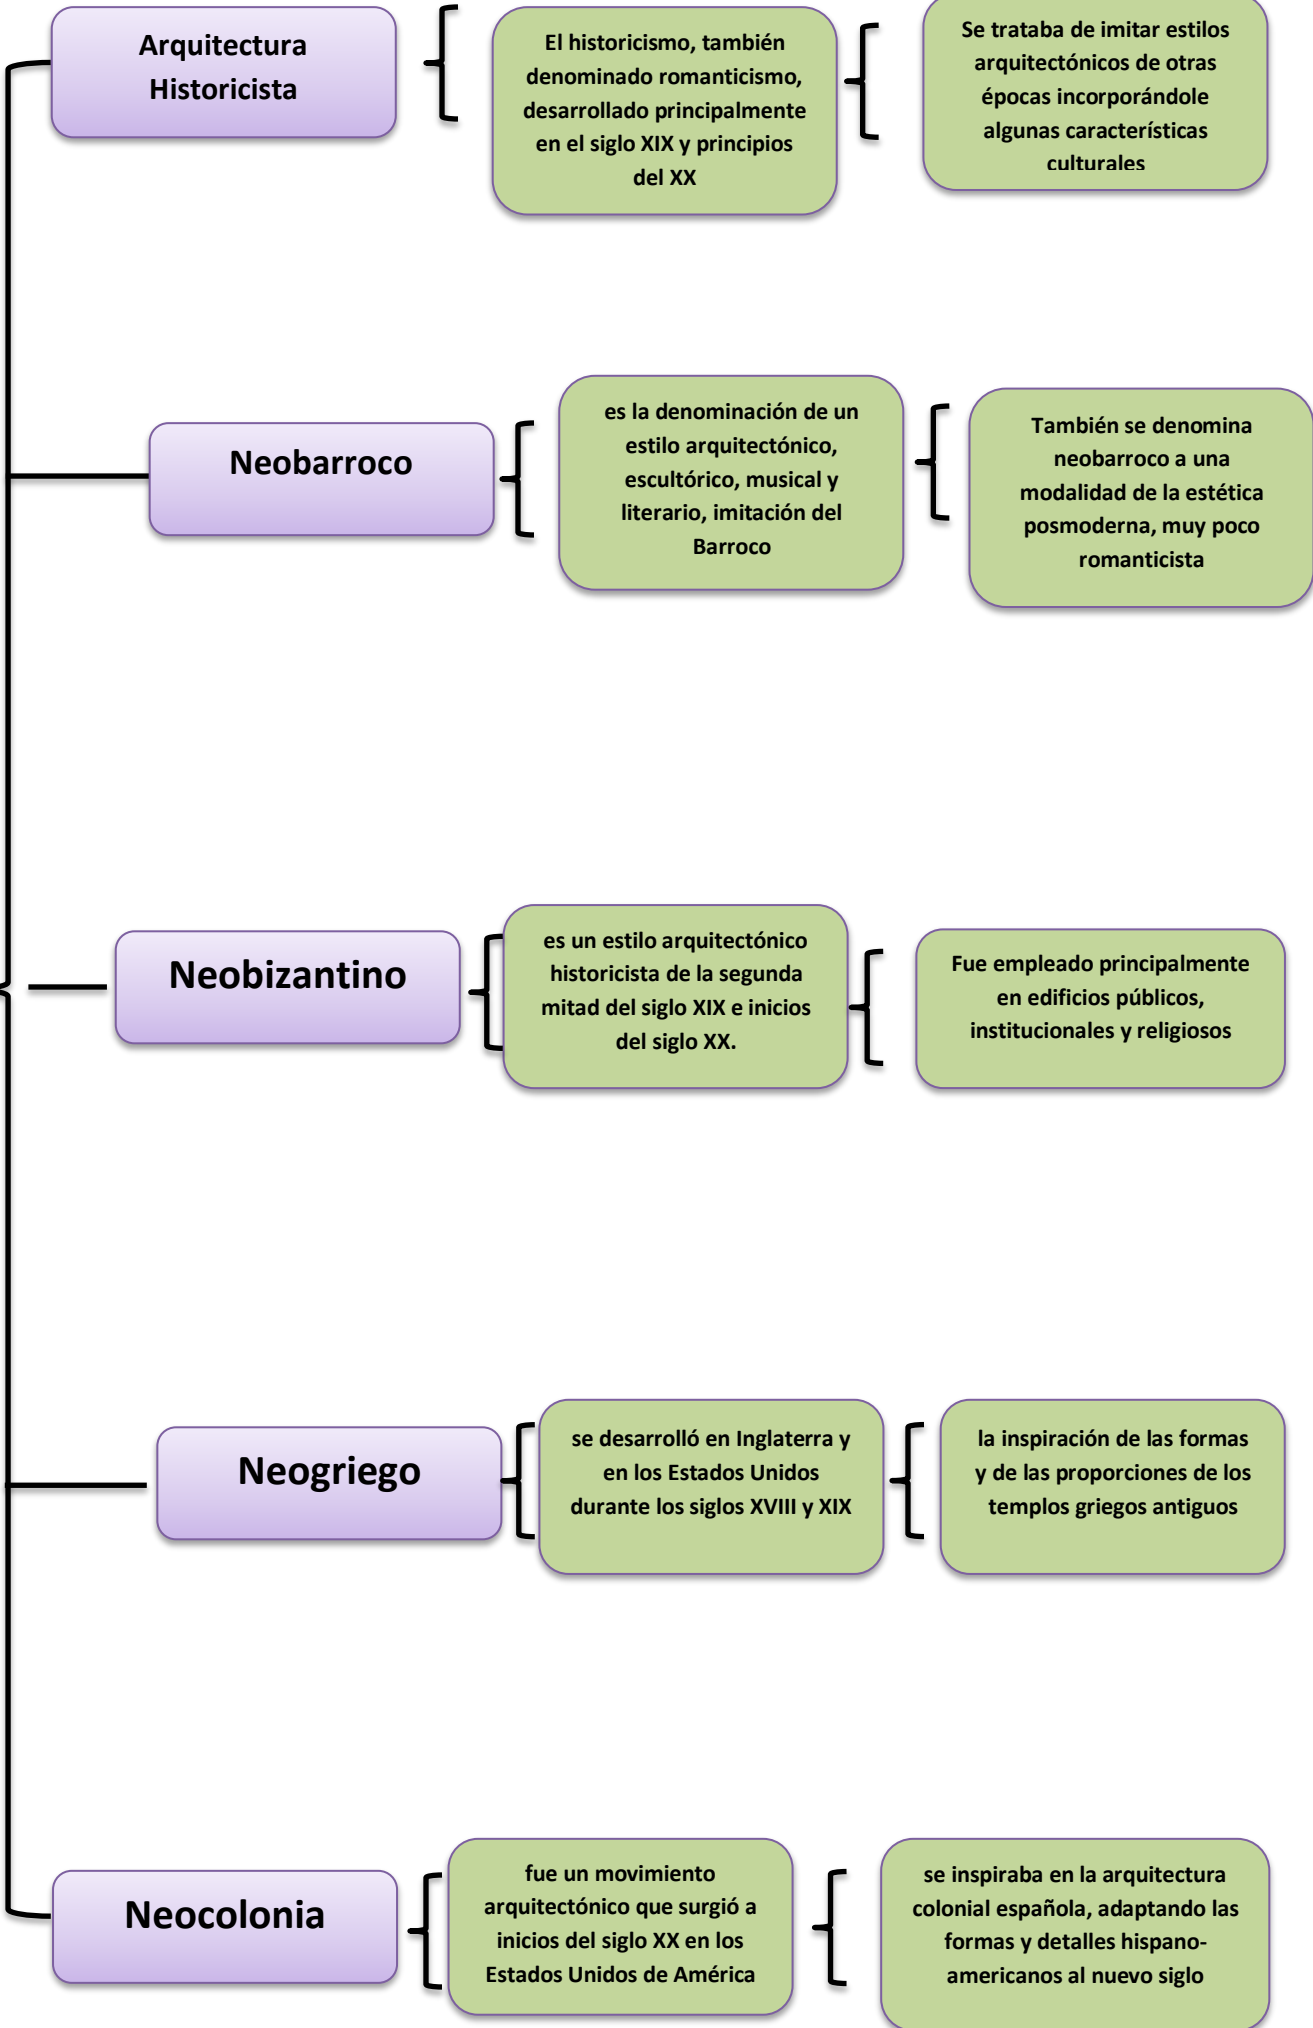 Arquitectura
Historicista
El historicismo, también
denominado romanticismo,
desarrollado principalmente
en el siglo XIX y principios
del XX
Se trataba de imitar estilos
arquitectónicos de otras
épocas incorporándole
algunas características
culturales
Neobarroco
es la denominación de un
estilo arquitectónico,
escultórico, musical y
literario, imitación del
Barroco
También se denomina
neobarroco a una
modalidad de la estética
posmoderna, muy poco
romanticista
Neobizantino
es un estilo arquitectónico
historicista de la segunda
mitad del siglo XIX e inicios
del siglo XX.
Fue empleado principalmente
en edificios públicos,
institucionales y religiosos
Neogriego
se desarrolló en Inglaterra y
en los Estados Unidos
durante los siglos XVIII y XIX
la inspiración de las formas
y de las proporciones de los
templos griegos antiguos
Neocolonia
fue un movimiento
arquitectónico que surgió a
inicios del siglo XX en los
Estados Unidos de América
se inspiraba en la arquitectura
colonial española, adaptando las
formas y detalles hispano-
americanos al nuevo siglo